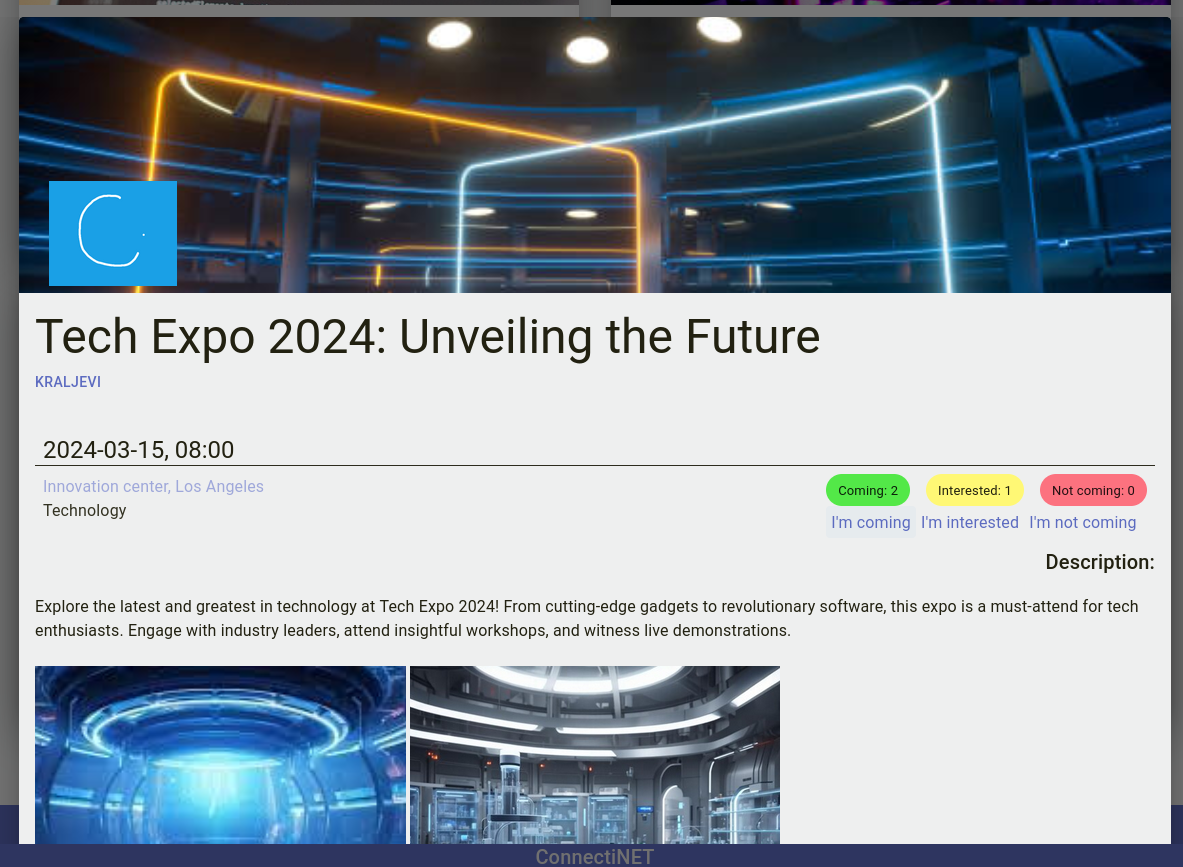 C
Tech Expo 2024: Unveiling the Future
KRALJEVI
2024-03-15, 08:00
Innovation center, Los Angeles
Technology
Coming: 2 Interested: 1 Not coming: 0
I'm coming I'm interested I'm not coming
Description:
Explore the latest and greatest in technology at Tech Expo 2024! From cutting-edge gadgets to revolutionary software, this expo is a must-attend for tech
enthusiasts. Engage with industry leaders, attend insightful workshops, and witness live demonstrations.
ConnectiNET